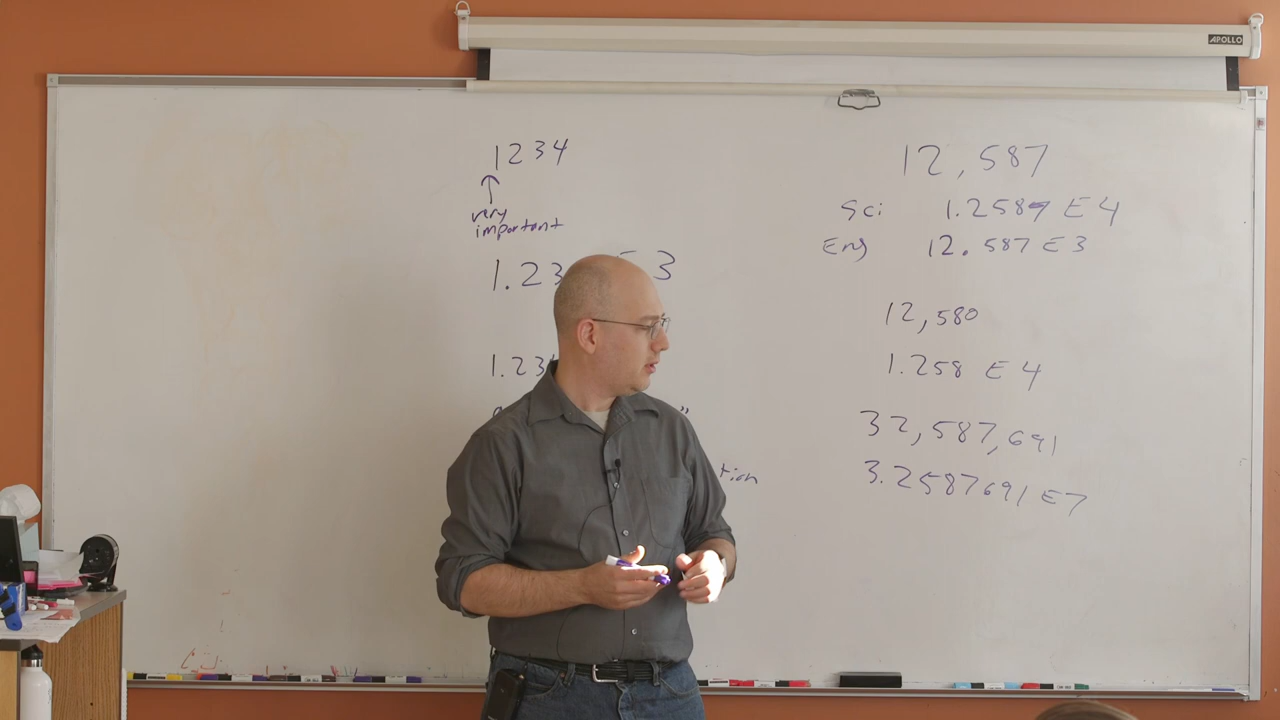 APOLLO
1234
very
important
1.23 3
1.23
"
tion
12,587
Sci 1.2587 E4
Eng 12.587 E3
12,580
1.258 E4
32,587,691
3.2587691 E7